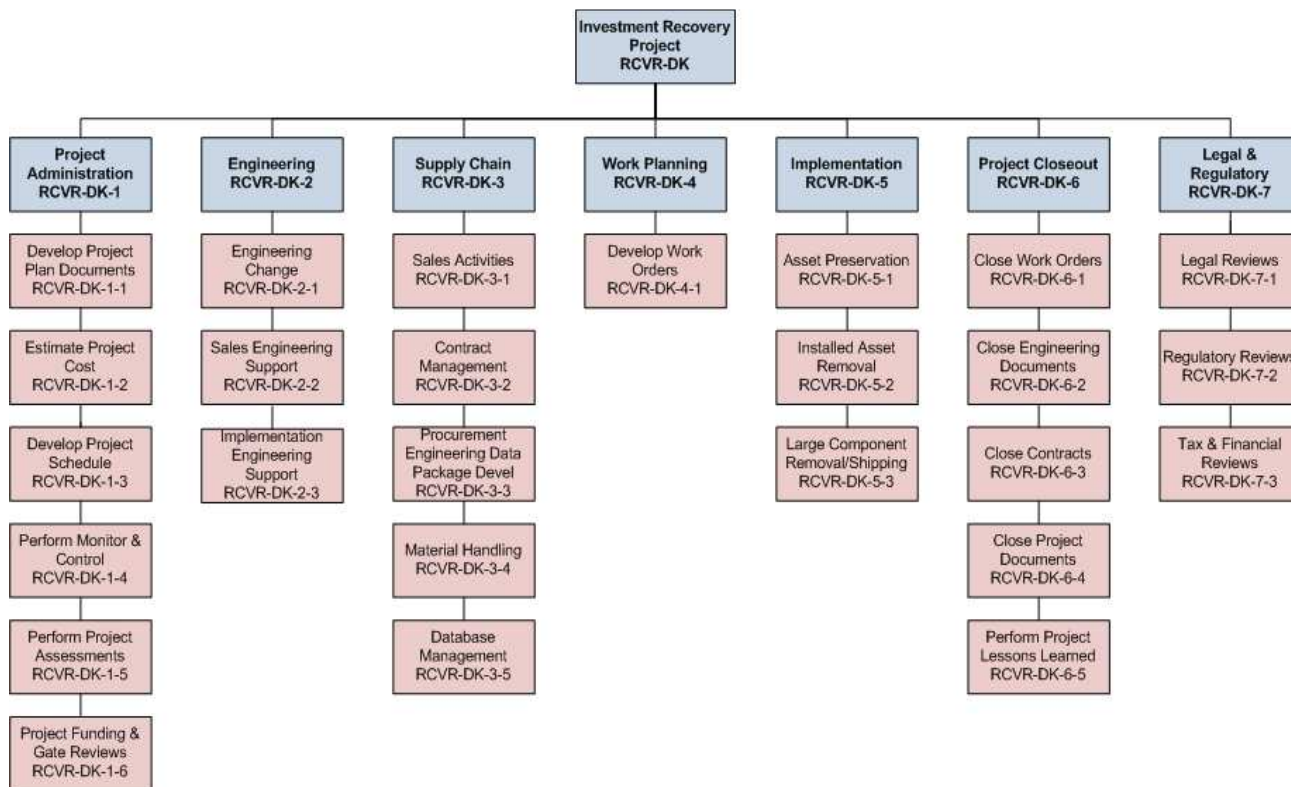 Investment Recovery
Project
RCVR-DK
Project
Administration
RCVR-DK-1
Develop Project
Plan Documents
RCVR-DK-1-1
Estimate Project
Cost
RCVR-DK-1-2
Develop Project
Schedule
RCVR-DK-1-3
Perform Monitor &
Control
RCVR-DK-1-4
Perform Project
Assessments
RCVR-DK-1-5
Project Funding &
Gate Reviews
RCVR-DK-1-6
Engineering
RCVR-DK-2
Engineering
Change
RCVR-DK-2-1
Sales Engineering
Support
RCVR-DK-2-2
Implementation
Engineering
Support
RCVR-DK-2-3
Supply Chain
RCVR-DK-3
Sales Activities
RCVR-DK-3-1
Contract
Management
RCVR-DK-3-2
Procurement
Engineering Data
Package Devel
RCVR-DK-3-3
Material Handling
RCVR-DK-3-4
Database
Management
RCVR-DK-3-5
Work Planning
RCVR-DK-4
Develop Work
Orders
RCVR-DK-4-1
Implementation
RCVR-DK-5
Asset Preservation
RCVR-DK-5-1
Installed Asset
Removal
RCVR-DK-5-2
Large Component
Removal/Shipping
RCVR-DK-5-3
Project Closeout
RCVR-DK-6
Close Work Orders
RCVR-DK-6-1
Close Engineering
Documents
RCVR-DK-6-2
Close Contracts
RCVR-DK-6-3
Close Project
Documents
RCVR-DK-6-4
Perform Project
Lessons Learned
RCVR-DK-6-5
Legal &
Regulatory
RCVR-DK-7
Legal Reviews
RCVR-DK-7-1
Regulatory Reviews
RCVR-DK-7-2
Tax & Financial
Reviews
RCVR-DK-7-3